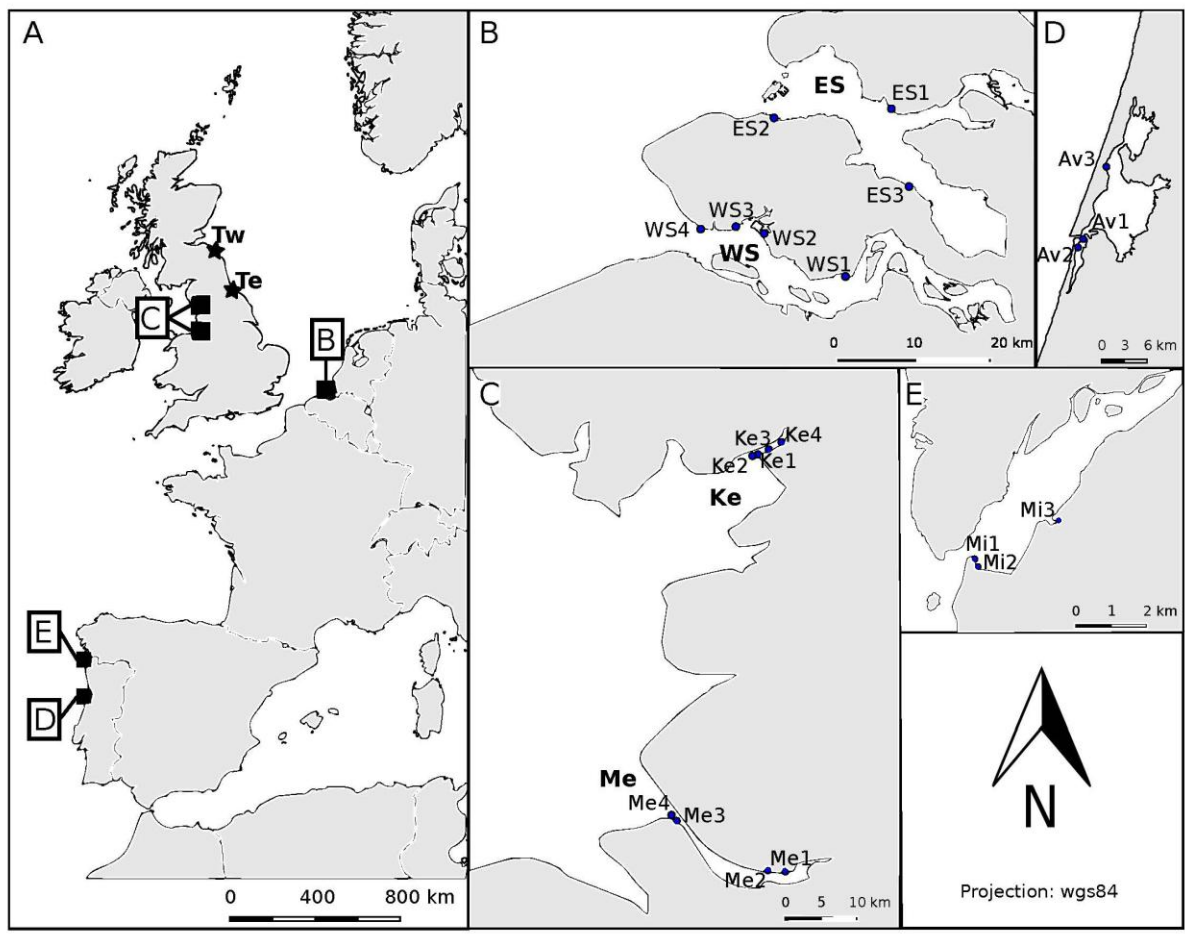 A
Tw
Te
C
B
E
D
0 400 800 km
B
ES
ES1
ES2
ES3
WS3
WS4
WS2
WS
WS1
0 10 20 km
D
Av3
Av1
Av2
0 3 6 km
C
Ke3 Ke4
Ke2 Ke1
Ke
Me
Me4
Me3
Me1
Me2
0 5 10 km
E
Mi3
Mi1
Mi2
0 1 2 km
N
Projection: wgs84